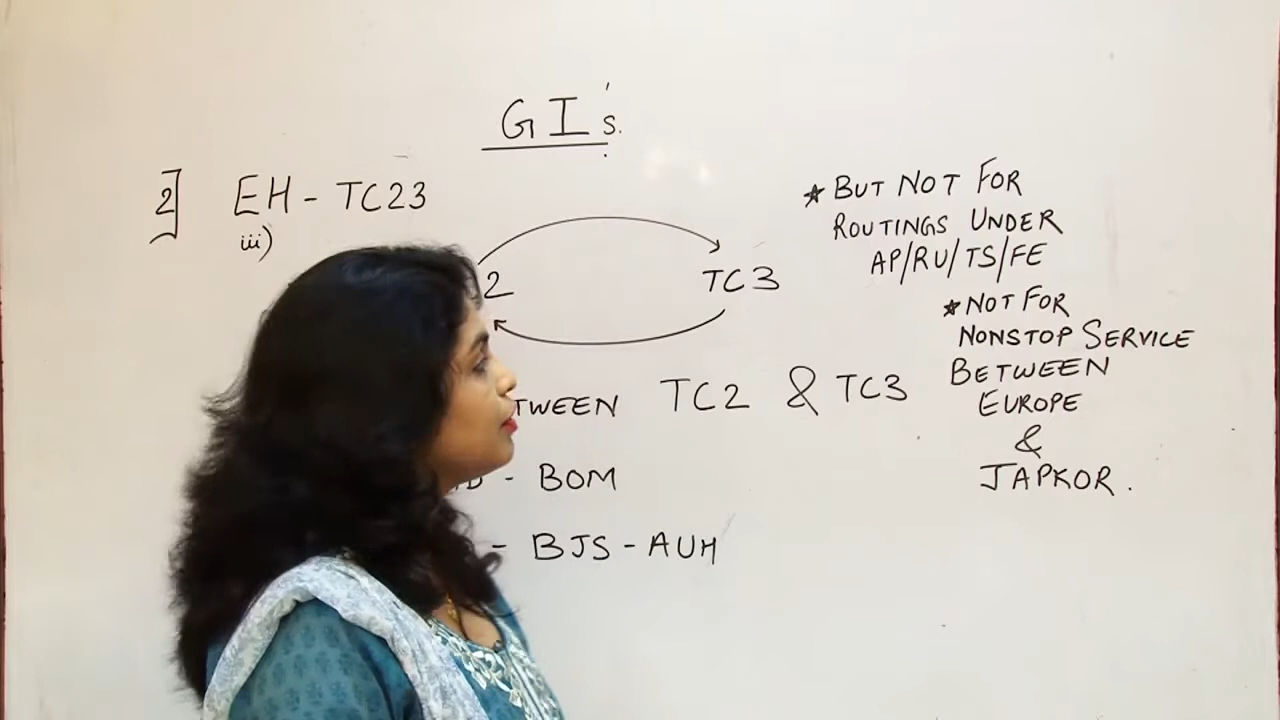 GI's.
2] EH - TC23
iii)
2 TC3
TC2 & TC3
- BOM
- BJS - AUH
* BUT NOT FOR
ROUTINGS UNDER
AP/RU/TS/FE
* NOT FOR
NONSTOP SERVICE
BETWEEN
EUROPE
&
JAPKOR.